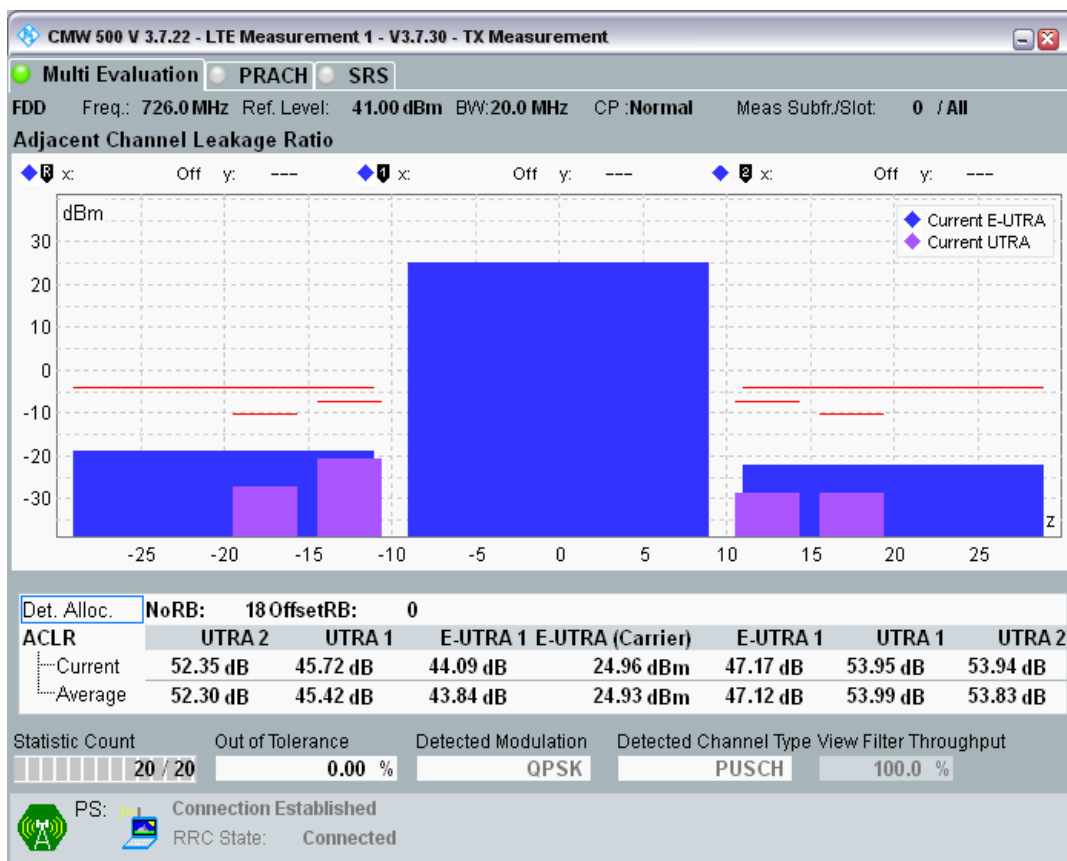 CMW 500 V 3.7.22 - LTE Measurement 1 - V3.7.30 - TX Measurement
Multi Evaluation PRACH SRS
FDD Freq.: 726.0 MHz Ref. Level: 41.00 dBm BW:20.0 MHz CP :Normal Meas Subfr./Slot: 0 / All
Adjacent Channel Leakage Ratio
R x: Off y: --- 1 x: Off y: --- 2 x: Off y: ---
dBm
Current E-UTRA
Current UTRA
30
20
10
0
-10
-20
-30
z
-25 -20 -15 -10 -5 0 5 10 15 20 25
Det. Alloc. NoRB: 18 OffsetRB: 0
ACLR UTRA 2 UTRA 1 E-UTRA 1 E-UTRA (Carrier) E-UTRA 1 UTRA 1 UTRA 2
Current 52.35 dB 45.72 dB 44.09 dB 24.96 dBm 47.17 dB 53.95 dB 53.94 dB
Average 52.30 dB 45.42 dB 43.84 dB 24.93 dBm 47.12 dB 53.99 dB 53.83 dB
Statistic Count Out of Tolerance Detected Modulation Detected Channel Type View Filter Throughput
20 / 20 0.00 % QPSK PUSCH 100.0 %
PS: Connection Established
RRC State: Connected